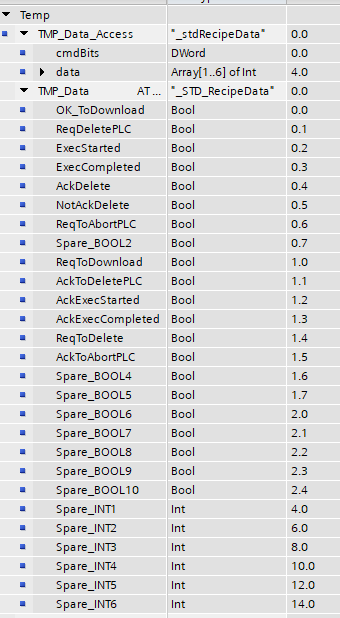 Temp
TMP_Data_Access "_stdRecipeData" 0.0
cmdBits DWord 0.0
data Array[1..6] of Int 4.0
TMP_Data AT ... "_STD_RecipeData" 0.0
OK_ToDownload Bool 0.0
ReqDeletePLC Bool 0.1
ExecStarted Bool 0.2
ExecCompleted Bool 0.3
AckDelete Bool 0.4
NotAckDelete Bool 0.5
ReqToAbortPLC Bool 0.6
Spare_BOOL2 Bool 0.7
ReqToDownload Bool 1.0
AckToDeletePLC Bool 1.1
AckExecStarted Bool 1.2
AckExecCompleted Bool 1.3
ReqToDelete Bool 1.4
AckToAbortPLC Bool 1.5
Spare_BOOL4 Bool 1.6
Spare_BOOL5 Bool 1.7
Spare_BOOL6 Bool 2.0
Spare_BOOL7 Bool 2.1
Spare_BOOL8 Bool 2.2
Spare_BOOL9 Bool 2.3
Spare_BOOL10 Bool 2.4
Spare_INT1 Int 4.0
Spare_INT2 Int 6.0
Spare_INT3 Int 8.0
Spare_INT4 Int 10.0
Spare_INT5 Int 12.0
Spare_INT6 Int 14.0